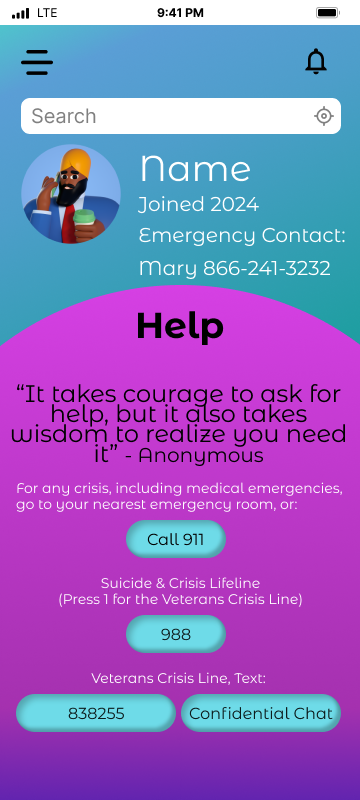 LTE 9:41 PM
Search
Name
Joined 2024
Emergency Contact:
Mary 866-241-3232
Help
“It takes courage to ask for
help, but it also takes
wisdom to realize you need
it” - Anonymous
For any crisis, including medical emergencies,
go to your nearest emergency room, or:
Call 911
Suicide & Crisis Lifeline
(Press 1 for the Veterans Crisis Line)
988
Veterans Crisis Line, Text:
838255 Confidential Chat